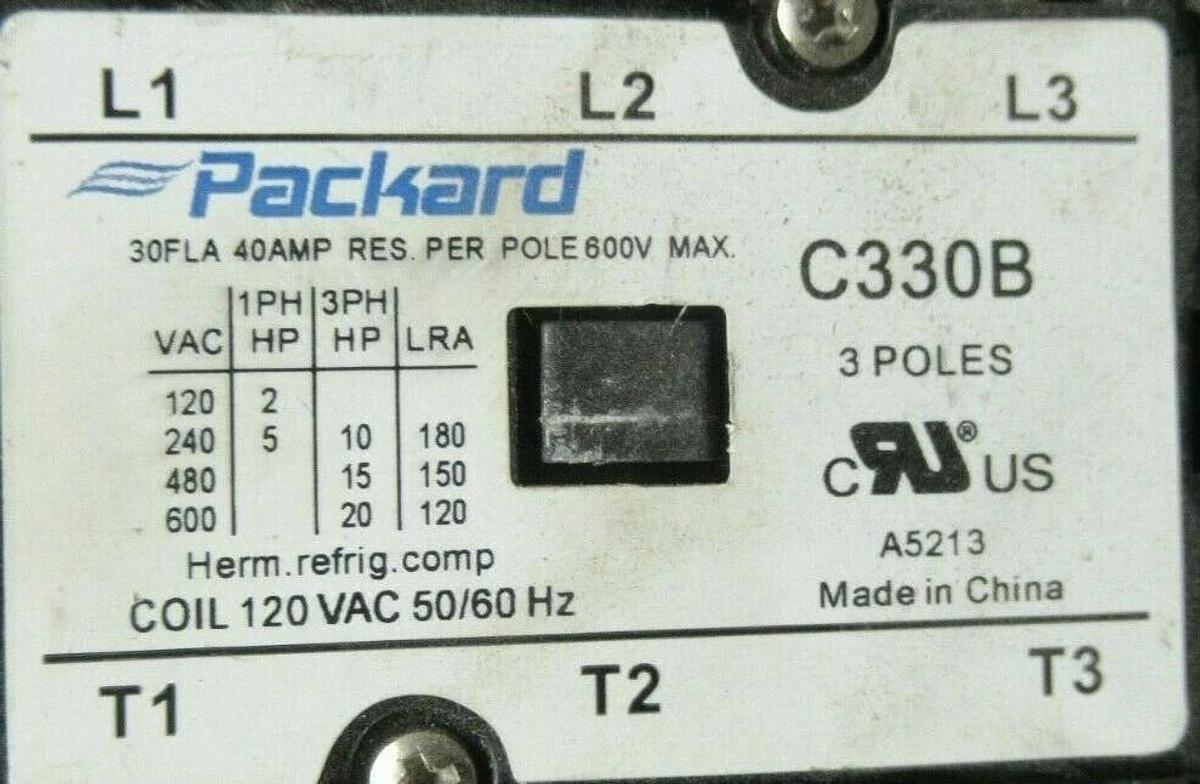 L1 L2 L3
Packard
30FLA 40AMP RES. PER POLE 600V MAX.
C330B
3 POLES
1PH 3PH
VAC HP HP LRA
120 2
240 5 10 180
480 15 150
600 20 120
Herm.refrig.comp
COIL 120 VAC 50/60 Hz
C RU® US
A5213
Made in China
T1 T2 T3